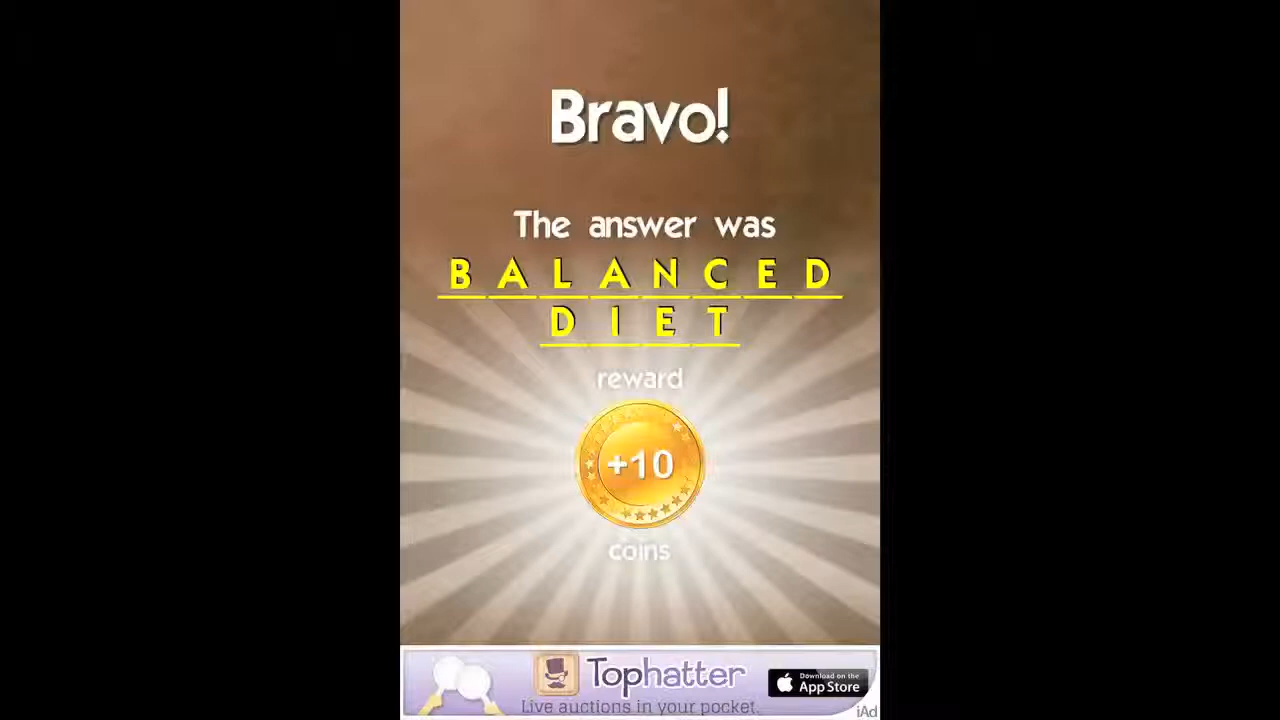 Bravo!
The answer was
BALANCED
DIET
reward
+10
coins
Tophatter
Live auctions in your pocket.
Download on the
App Store
iAd